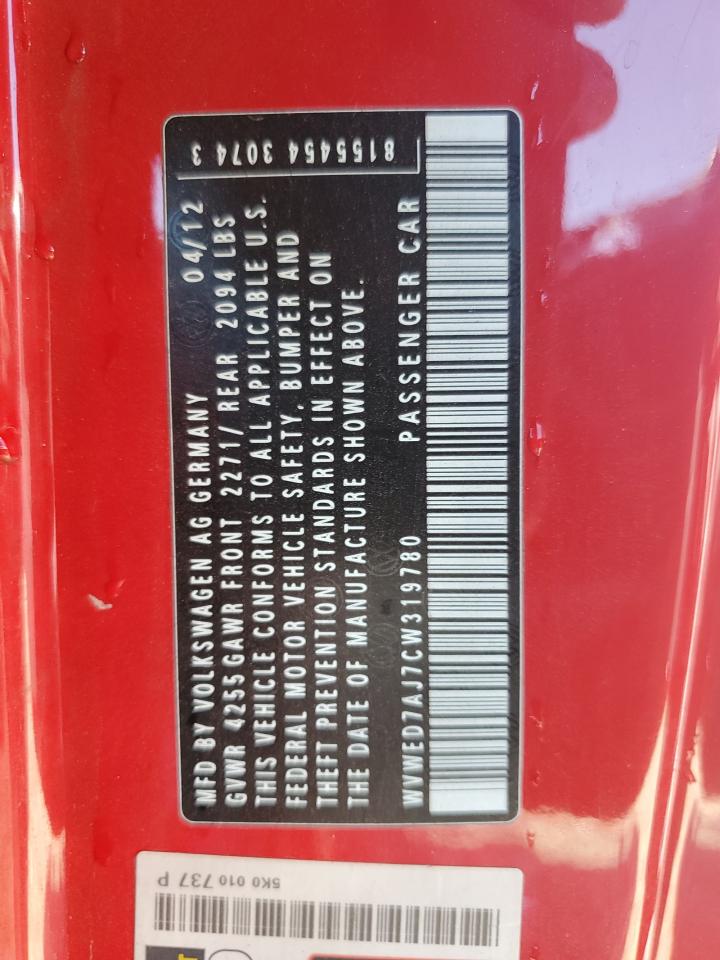 MFD BY VOLKSWAGEN AG GERMANY 04/12
GVWR 4255 GAWR FRONT 2271/ REAR 2094 LBS
THIS VEHICLE CONFORMS TO ALL APPLICABLE U.S.
FEDERAL MOTOR VEHICLE SAFETY, BUMPER AND
THEFT PREVENTION STANDARDS IN EFFECT ON
THE DATE OF MANUFACTURE SHOWN ABOVE.
WVWED7AJ7CW319780 PASSENGER CAR
8155454 3074 3
5K0 010 737 P